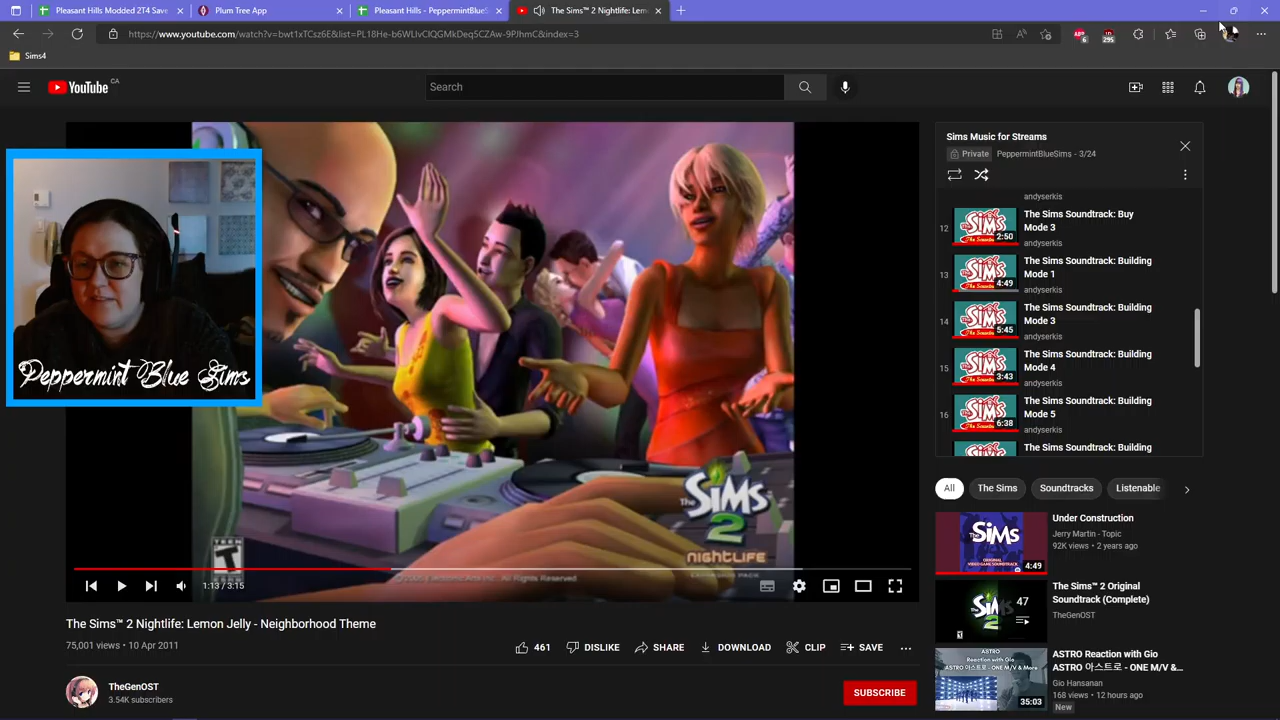 Pleasant Hills Modded 2T4 Save
Plum Tree App
Pleasant Hills - PeppermintBlueS
The Sims™ 2 Nightlife: Lemo
https://www.youtube.com/watch?v=bwt1xTCsz6E&list=PL18He-b6WLIvClQGMkDeq5CZAw-9PJhmC&index=3
6
295
Sims4
YouTube
CA
Search
Sims Music for Streams
Private
PeppermintBlueSims - 3/24
andyserkis
12
The Sims Soundtrack: Buy
Mode 3
2:50
andyserkis
13
The Sims Soundtrack: Building
Mode 1
4:49
andyserkis
14
The Sims Soundtrack: Building
Mode 3
5:45
andyserkis
15
The Sims Soundtrack: Building
Mode 4
3:43
andyserkis
16
The Sims Soundtrack: Building
Mode 5
6:38
andyserkis
The Sims Soundtrack: Building
Peppermint Blue Sims
The Sims
2
NIGHTLIFE
EXPANSION PACK
TEEN
T
1:13 / 3:15
All Rights Reserved
All
The Sims
Soundtracks
Listenable
Under Construction
Jerry Martin - Topic
92K views • 2 years ago
4:49
The Sims™ 2 Original
Soundtrack (Complete)
TheGenOST
47
ASTRO Reaction with Gio
ASTRO 아스트로 - ONE M/V &...
Gio Hansanan
168 views • 12 hours ago
New
35:03
The Sims™ 2 Nightlife: Lemon Jelly - Neighborhood Theme
75,001 views • 10 Apr 2011
461
DISLIKE
SHARE
DOWNLOAD
CLIP
SAVE
TheGenOST
3.54K subscribers
SUBSCRIBE